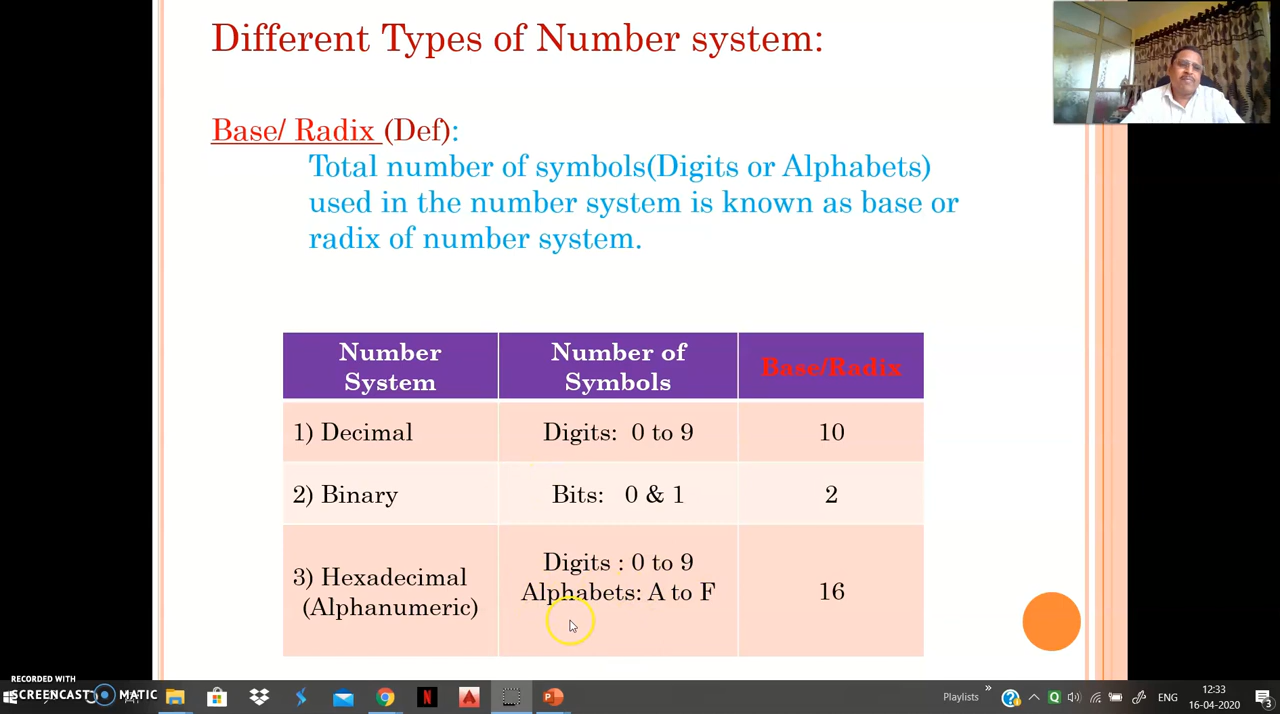 Different Types of Number system:
Base/ Radix (Def):
Total number of symbols(Digits or Alphabets)
used in the number system is known as base or
radix of number system.
Number System
Number of Symbols
Base/Radix
1) Decimal
Digits: 0 to 9
10
2) Binary
Bits: 0 & 1
2
3) Hexadecimal
(Alphanumeric)
Digits : 0 to 9
Alphabets: A to F
16
RECORDED WITH
SCREENCAST MATIC
Playlists
ENG
12:33
16-04-2020
3